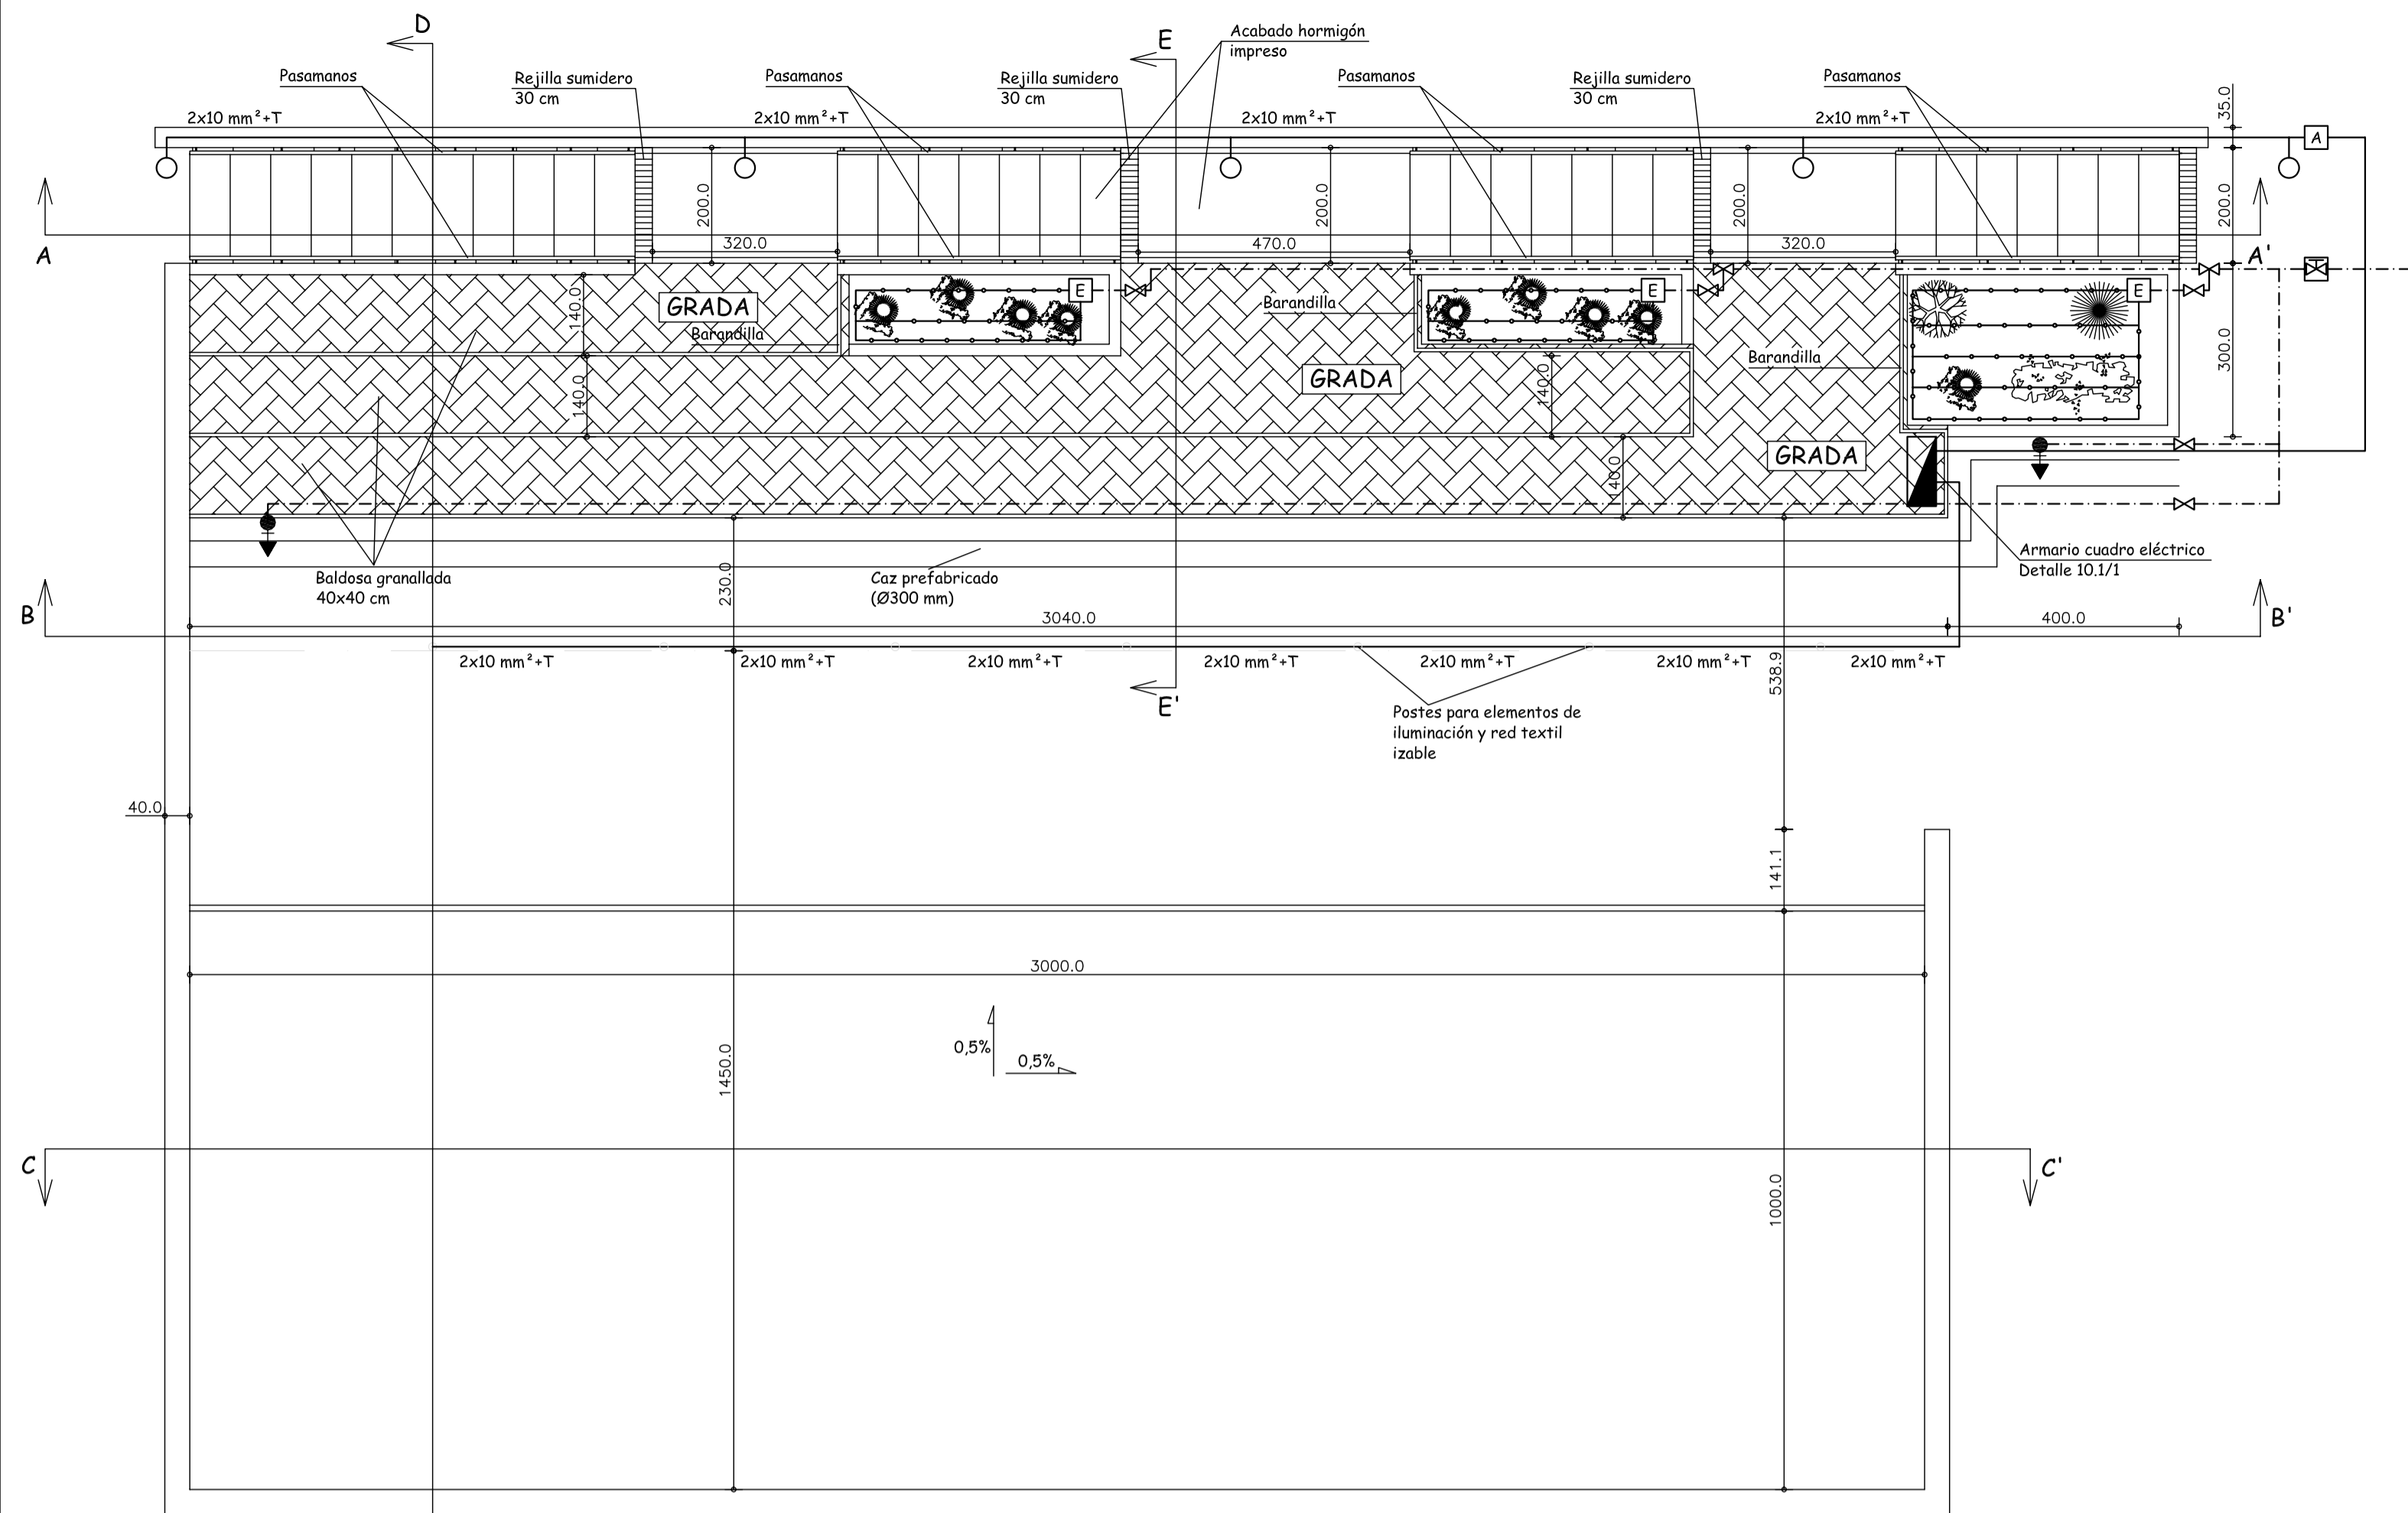 D
E
Acabado hormigón
impreso
Pasamanos
Rejilla sumidero
30 cm
Pasamanos
Rejilla sumidero
30 cm
Pasamanos
Rejilla sumidero
30 cm
Pasamanos
35.0
2x10 mm²+T
2x10 mm²+T
2x10 mm²+T
2x10 mm²+T
A
200.0
200.0
200.0
200.0
A
320.0
470.0
320.0
A'
140.0
GRADA
Barandilla
E
Barandilla
E
Barandilla
E
300.0
140.0
GRADA
140.0
GRADA
140.0
Baldosa granallada
40x40 cm
230.0
Caz prefabricado
(Ø300 mm)
Armario cuadro eléctrico
Detalle 10.1/1
B
3040.0
400.0
B'
2x10 mm²+T
2x10 mm²+T
2x10 mm²+T
2x10 mm²+T
2x10 mm²+T
2x10 mm²+T
2x10 mm²+T
538.9
E'
Postes para elementos de
iluminación y red textil
izable
40.0
141.1
3000.0
1450.0
0,5%
0,5%
C
C'
1000.0